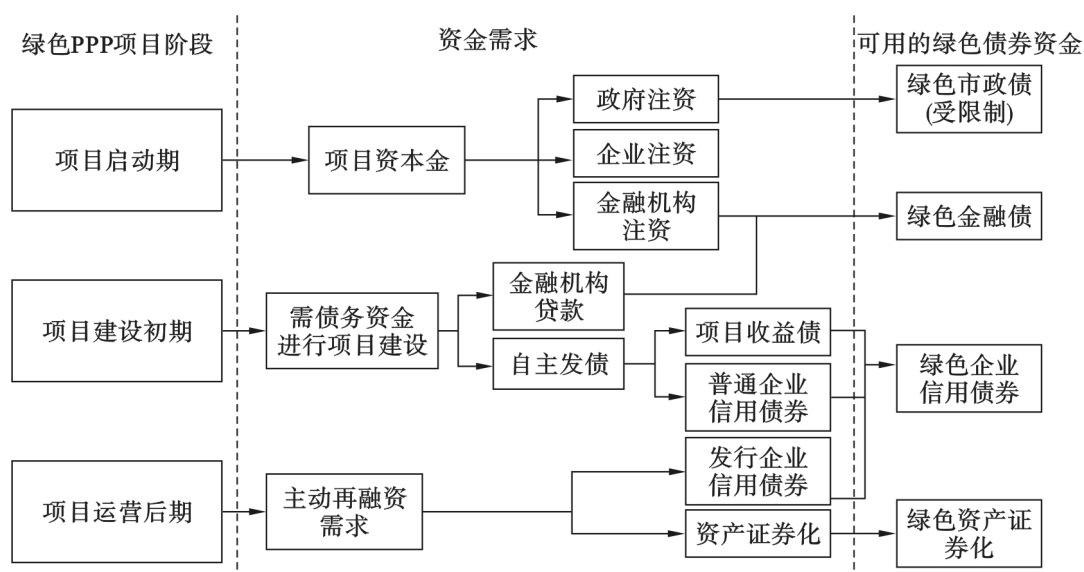 绿色PPP项目阶段
资金需求
可用的绿色债券资金
项目启动期
项目资本金
政府注资
企业注资
金融机构
注资
绿色市政债
(受限制)
绿色金融债
项目建设初期
需债务资金
进行项目建设
金融机构
贷款
自主发债
项目收益债
普通企业
信用债券
绿色企业
信用债券
项目运营后期
主动再融资
需求
发行企业
信用债券
资产证券化
绿色资产证
券化